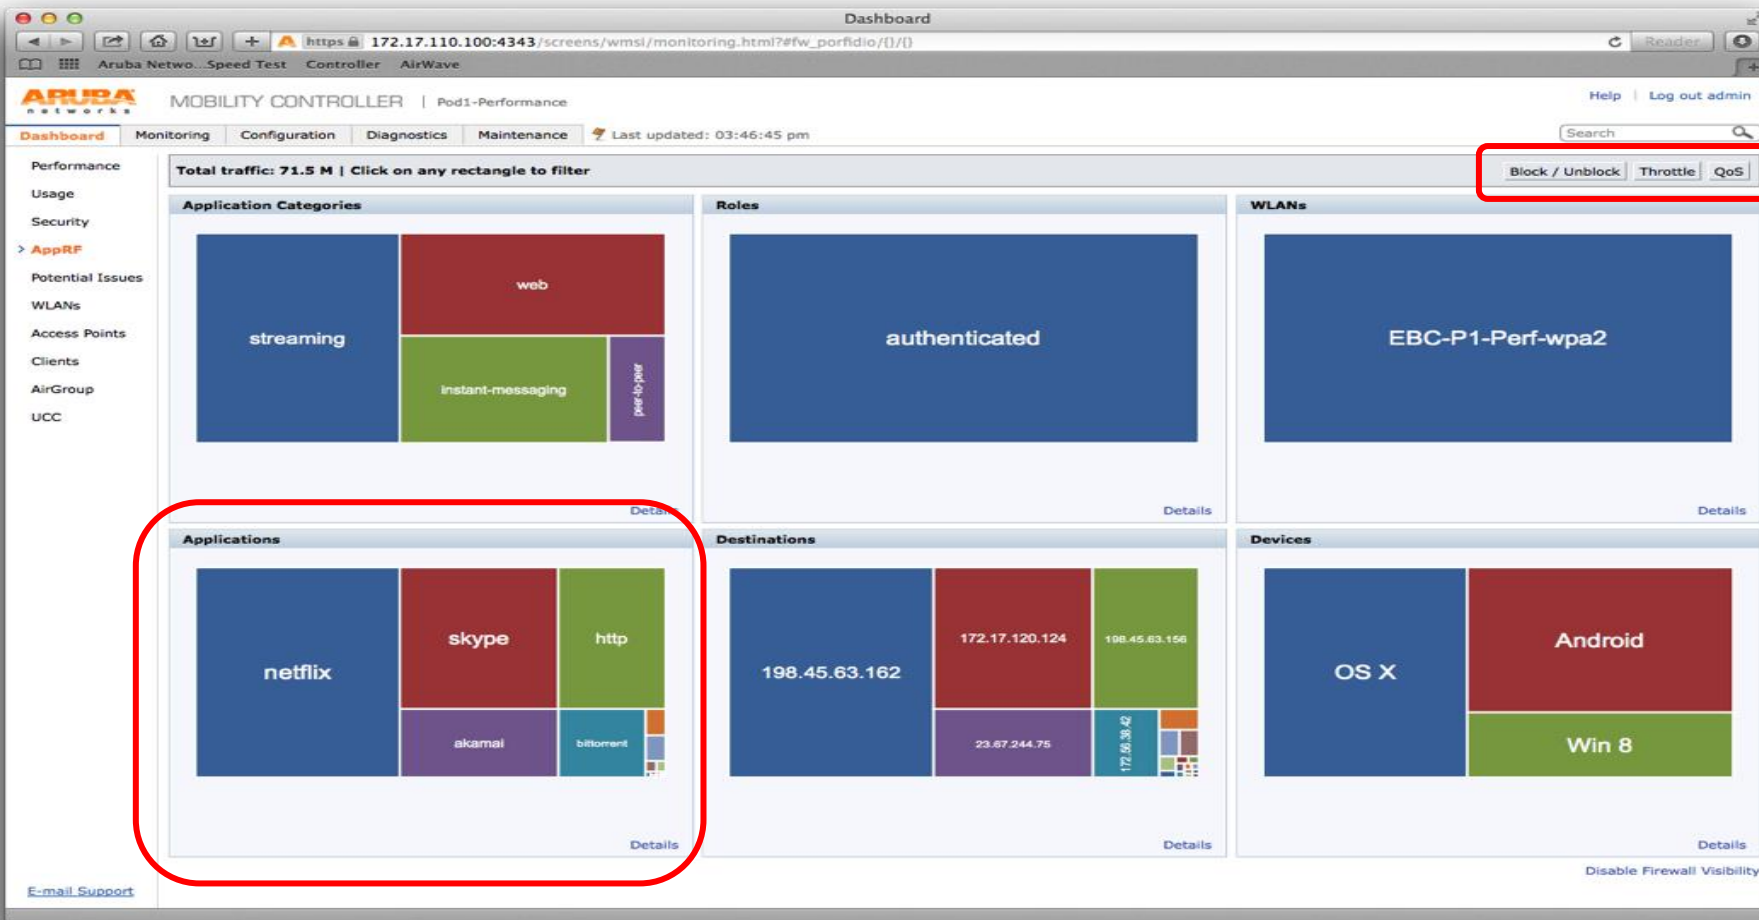 Dashboard
https 172.17.110.100:4343/screens/wmsi/monitoring.html?#fw_porfidio/{}/{}
Reader
Aruba Netwo...Speed Test Controller AirWave
ARUBA
networks
MOBILITY CONTROLLER | Pod1-Performance
Help | Log out admin
Dashboard Monitoring Configuration Diagnostics Maintenance Last updated: 03:46:45 pm
Search
Performance
Usage
Security
> AppRF
Potential Issues
WLANs
Access Points
Clients
AirGroup
UCC
E-mail Support
Total traffic: 71.5 M | Click on any rectangle to filter
Block / Unblock Throttle QoS
Application Categories
streaming
web
instant-messaging
peer-to-peer
Details
Roles
authenticated
Details
WLANs
EBC-P1-Perf-wpa2
Details
Applications
netflix
skype
http
akamai
bittorrent
Details
Destinations
198.45.63.162
172.17.120.124
198.45.63.156
23.67.244.75
172.56.38.42
Details
Devices
OS X
Android
Win 8
Details
Disable Firewall Visibility